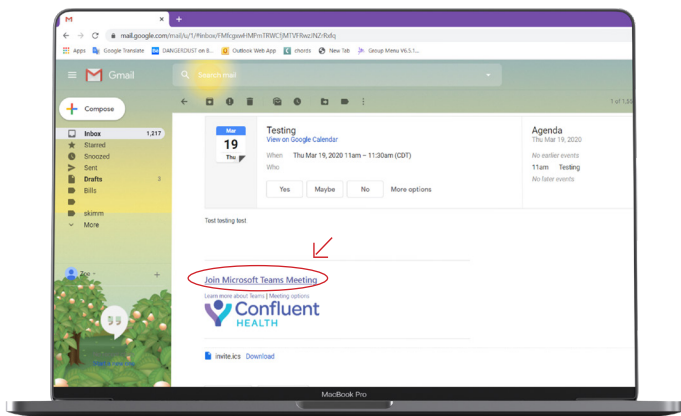 mail.google.com/mail/u/1/#inbox/
Apps Google Translate DANGERDUST on B... Outlook Web App chords New Tab Group Menu V6.5.1...
Gmail
Search mail
Compose
1 of 1,55
Inbox 1,217
Starred
Snoozed
Sent
Drafts 3
Bills
skimm
More
Zoe
Mar
19
Thu
Testing
View on Google Calendar
When Thu Mar 19, 2020 11am – 11:30am (CDT)
Who
Yes Maybe No More options
Agenda
Thu Mar 19, 2020
No earlier events
11am Testing
No later events
Test testing test
Join Microsoft Teams Meeting
Learn more about Teams | Meeting options
Confluent
HEALTH
invite.ics Download
MacBook Pro